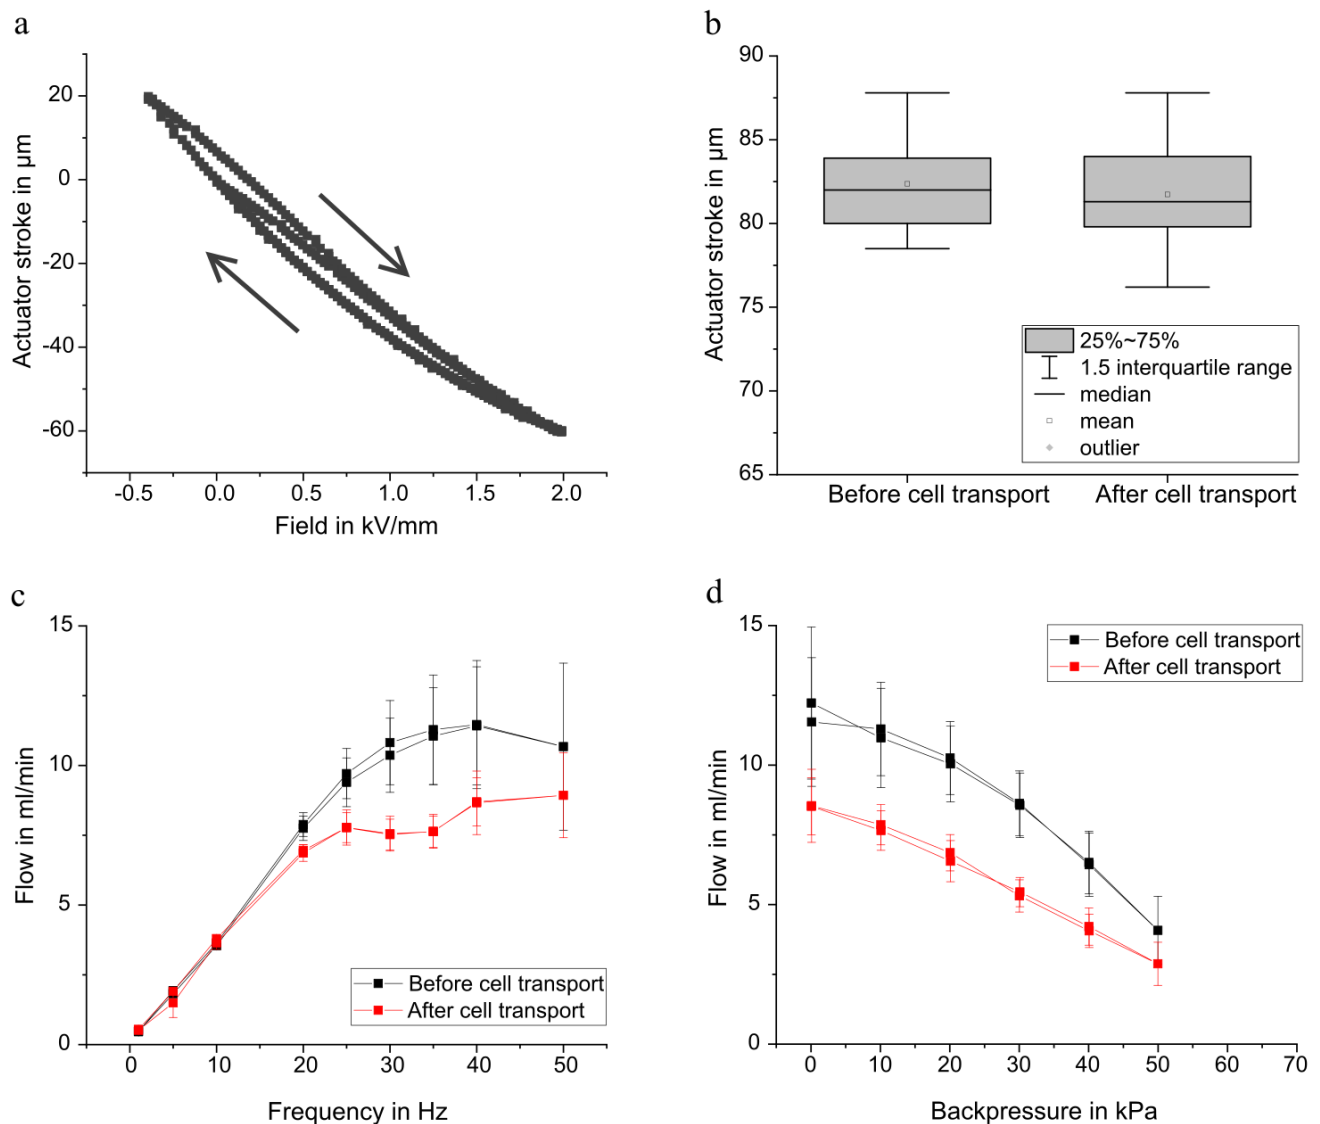 a
Actuator stroke in µm
20
0
-20
-40
-60
-0.5 0.0 0.5 1.0 1.5 2.0
Field in kV/mm
b
Actuator stroke in µm
90
85
80
75
70
65
25%~75%
1.5 interquartile range
median
mean
outlier
Before cell transport After cell transport
c
Flow in ml/min
15
10
5
0
Before cell transport
After cell transport
0 10 20 30 40 50
Frequency in Hz
d
Flow in ml/min
15
10
5
0
Before cell transport
After cell transport
0 10 20 30 40 50 60 70
Backpressure in kPa